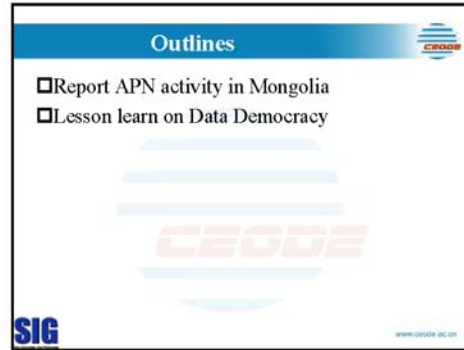 Outlines
CEODE
Report APN activity in Mongolia
Lesson learn on Data Democracy
CEODE
SIG
www.ceode.ac.cn